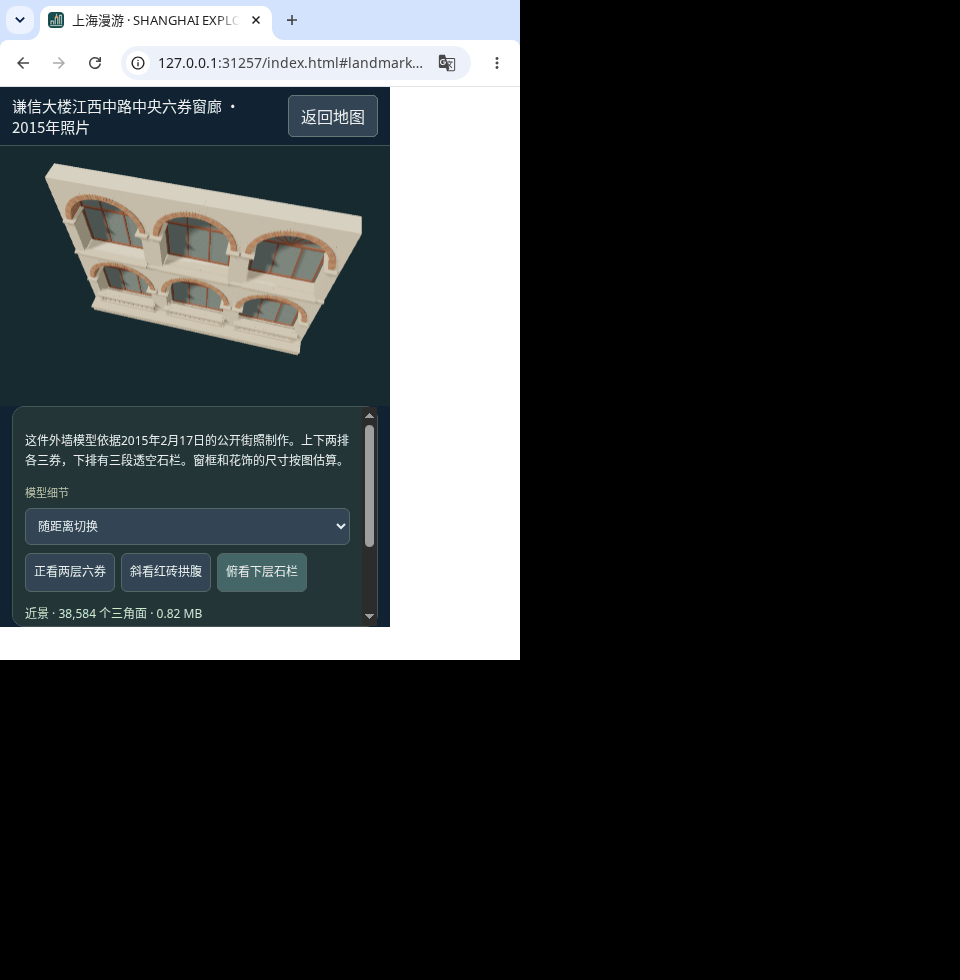 上海漫游 · SHANGHAI EXPLO
127.0.0.1:31257/index.html#landmark...
谦信大楼江西中路中央六券窗廊 ·
2015年照片
返回地图
这件外墙模型依据2015年2月17日的公开街照制作。上下两排
各三券，下排有三段透空石栏。窗框和花饰的尺寸按图估算。
模型细节
随距离切换
正看两层六券
斜看红砖拱腹
俯看下层石栏
近景 · 38,584 个三角面 · 0.82 MB